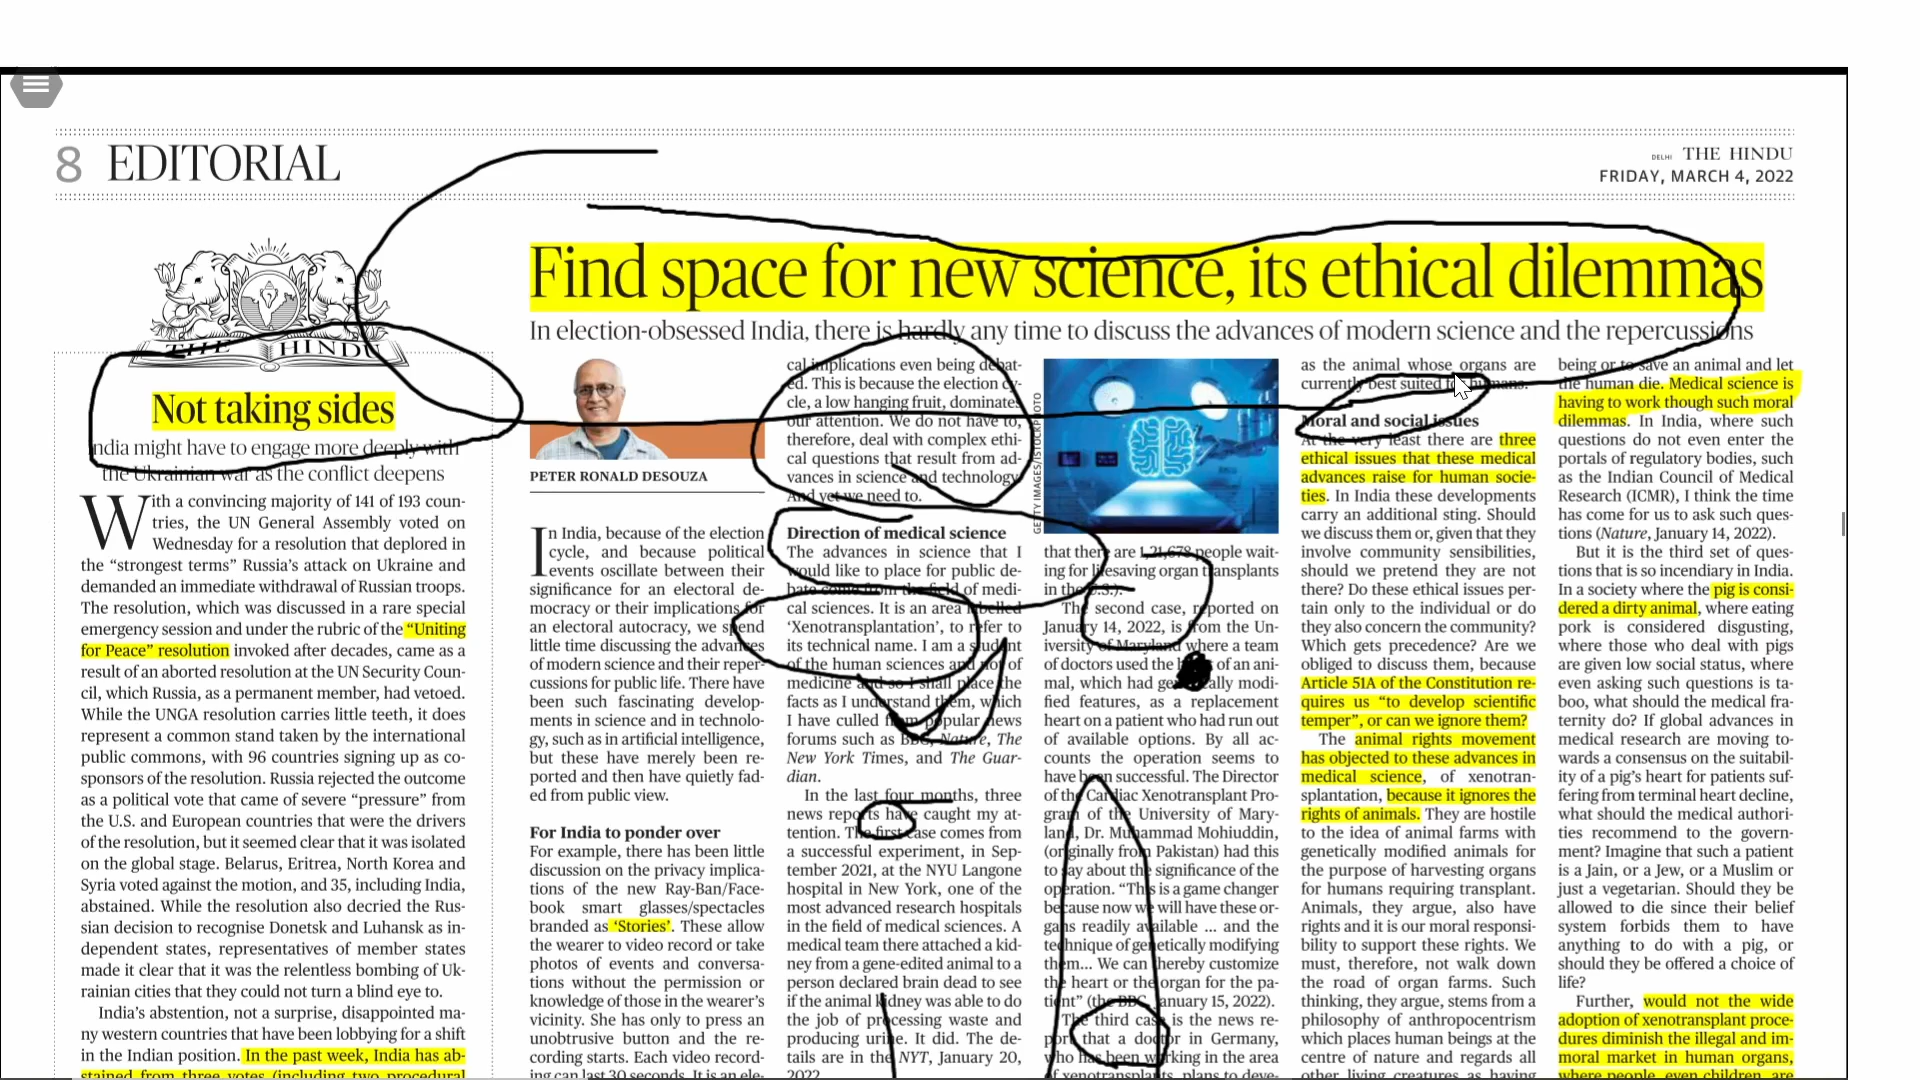 8 EDITORIAL
DELHI THE HINDU
FRIDAY, MARCH 4, 2022
THE HINDU
Not taking sides
India might have to engage more deeply with
the Ukrainian war as the conflict deepens
With a convincing majority of 141 of 193 coun-
tries, the UN General Assembly voted on
Wednesday for a resolution that deplored in
the “strongest terms” Russia’s attack on Ukraine and
demanded an immediate withdrawal of Russian troops.
The resolution, which was discussed in a rare special
emergency session and under the rubric of the “Uniting
for Peace” resolution invoked after decades, came as a
result of an aborted resolution at the UN Security Coun-
cil, which Russia, as a permanent member, had vetoed.
While the UNGA resolution carries little teeth, it does
represent a common stand taken by the international
public commons, with 96 countries signing up as co-
sponsors of the resolution. Russia rejected the outcome
as a political vote that came of severe “pressure” from
the U.S. and European countries that were the drivers
of the resolution, but it seemed clear that it was isolated
on the global stage. Belarus, Eritrea, North Korea and
Syria voted against the motion, and 35, including India,
abstained. While the resolution also decried the Rus-
sian decision to recognise Donetsk and Luhansk as in-
dependent states, representatives of member states
made it clear that it was the relentless bombing of Uk-
rainian cities that they could not turn a blind eye to.
India’s abstention, not a surprise, disappointed ma-
ny western countries that have been lobbying for a shift
in the Indian position. In the past week, India has ab-
stained from three votes (including two procedural
Find space for new science, its ethical dilemmas
In election-obsessed India, there is hardly any time to discuss the advances of modern science and the repercussions
PETER RONALD DESOUZA
In India, because of the election
cycle, and because political
events oscillate between their
significance for an electoral de-
mocracy or their implications for
an electoral autocracy, we spend
little time discussing the advances
of modern science and their reper-
cussions for public life. There have
been such fascinating develop-
ments in science and in technolo-
gy, such as in artificial intelligence,
but these have merely been re-
ported and then have quietly fad-
ed from public view.
For India to ponder over
For example, there has been little
discussion on the privacy implica-
tions of the new Ray-Ban/Face-
book smart glasses/spectacles
branded as ‘Stories’. These allow
the wearer to video record or take
photos of events and conversa-
tions without the permission or
knowledge of those in the wearer’s
vicinity. She has only to press an
unobtrusive button and the re-
cording starts. Each video record-
ing can last 30 seconds. It is an ele-
cal implications even being debat-
ed. This is because the election cy-
cle, a low hanging fruit, dominates
our attention. We do not have to,
therefore, deal with complex ethi-
cal questions that result from ad-
vances in science and technology.
And yet we need to.
Direction of medical science
The advances in science that I
would like to place for public de-
bate come from the field of medi-
cal sciences. It is an area labelled
‘Xenotransplantation’, to refer to
its technical name. I am a student
of the human sciences and not of
medicine and so I shall place the
facts as I understand them, which
I have culled from popular news
forums such as BBC, Nature, The
New York Times, and The Guar-
dian.
In the last four months, three
news reports have caught my at-
tention. The first case comes from
a successful experiment, in Sep-
tember 2021, at the NYU Langone
hospital in New York, one of the
most advanced research hospitals
in the field of medical sciences. A
medical team there attached a kid-
ney from a gene-edited animal to a
person declared brain dead to see
if the animal kidney was able to do
the job of processing waste and
producing urine. It did. The de-
tails are in the NYT, January 20,
2022.
GETTY IMAGES/ISTOCKPHOTO
that there are 1,21,678 people wait-
ing for lifesaving organ transplants
in the U.S.).
The second case, reported on
January 14, 2022, is from the Un-
iversity of Maryland where a team
of doctors used the of an ani-
mal, which had genetically modi-
fied features, as a replacement
heart on a patient who had run out
of available options. By all ac-
counts the operation seems to
have been successful. The Director
of the Cardiac Xenotransplant Pro-
gram of the University of Mary-
land, Dr. Muhammad Mohiuddin,
(originally from Pakistan) had this
to say about the significance of the
operation. “This is a game changer
because now we will have these or-
gans readily available ... and the
technique of genetically modifying
them... We can thereby customize
the heart or the organ for the pa-
tient” (the BBC, January 15, 2022).
The third case is the news re-
port that a doctor in Germany,
who has been working in the area
of xenotransplants, plans to deve-
as the animal whose organs are
currently best suited for humans.
Moral and social issues
At the very least there are three
ethical issues that these medical
advances raise for human socie-
ties. In India these developments
carry an additional sting. Should
we discuss them or, given that they
involve community sensibilities,
should we pretend they are not
there? Do these ethical issues per-
tain only to the individual or do
they also concern the community?
Which gets precedence? Are we
obliged to discuss them, because
Article 51A of the Constitution re-
quires us “to develop scientific
temper”, or can we ignore them?
The animal rights movement
has objected to these advances in
medical science, of xenotran-
splantation, because it ignores the
rights of animals. They are hostile
to the idea of animal farms with
genetically modified animals for
the purpose of harvesting organs
for humans requiring transplant.
Animals, they argue, also have
rights and it is our moral responsi-
bility to support these rights. We
must, therefore, not walk down
the road of organ farms. Such
thinking, they argue, stems from a
philosophy of anthropocentrism
which places human beings at the
centre of nature and regards all
other living creatures as having
being or to save an animal and let
the human die. Medical science is
having to work though such moral
dilemmas. In India, where such
questions do not even enter the
portals of regulatory bodies, such
as the Indian Council of Medical
Research (ICMR), I think the time
has come for us to ask such ques-
tions (Nature, January 14, 2022).
But it is the third set of ques-
tions that is so incendiary in India.
In a society where the pig is consi-
dered a dirty animal, where eating
pork is considered disgusting,
where those who deal with pigs
are given low social status, where
even asking such questions is ta-
boo, what should the medical fra-
ternity do? If global advances in
medical research are moving to-
wards a consensus on the suitabil-
ity of a pig’s heart for patients suf-
fering from terminal heart decline,
what should the medical authori-
ties recommend to the govern-
ment? Imagine that such a patient
is a Jain, or a Jew, or a Muslim or
just a vegetarian. Should they be
allowed to die since their belief
system forbids them to have
anything to do with a pig, or
should they be offered a choice of
life?
Further, would not the wide
adoption of xenotransplant proce-
dures diminish the illegal and im-
moral market in human organs,
where people, even children, are